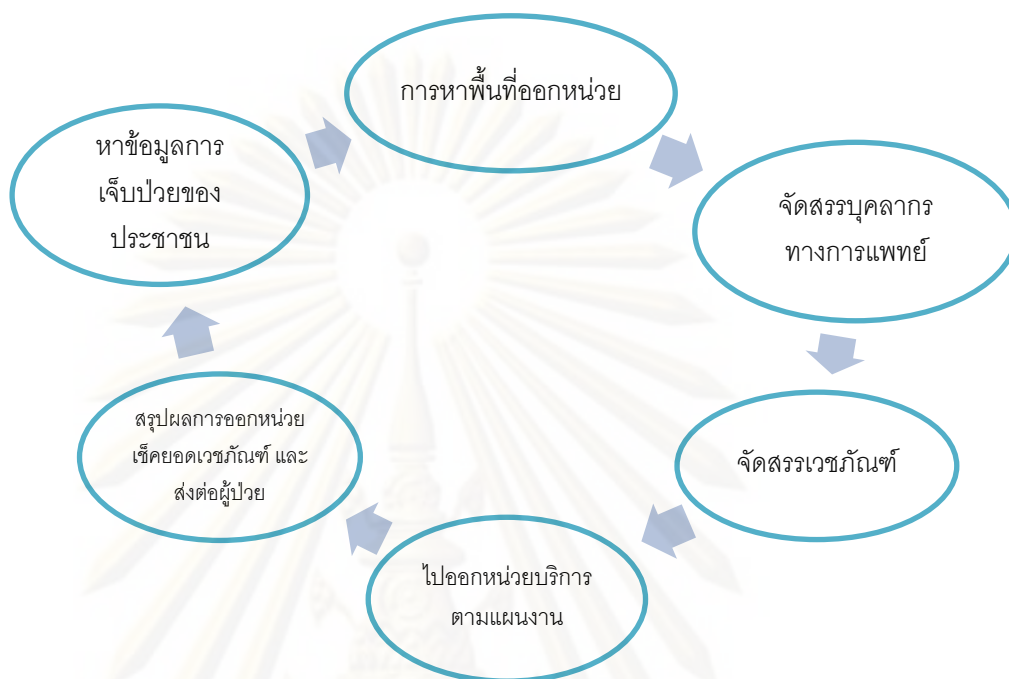 การหาพื้นที่ออกหน่วย
หาข้อมูลการ
เจ็บป่วยของ
ประชาชน
จัดสรรบุคลากร
ทางการแพทย์
สรุปผลการออกหน่วย
เช็คยอดเวชภัณฑ์ และ
ส่งต่อผู้ป่วย
จัดสรรเวชภัณฑ์
ไปออกหน่วยบริการ
ตามแผนงาน